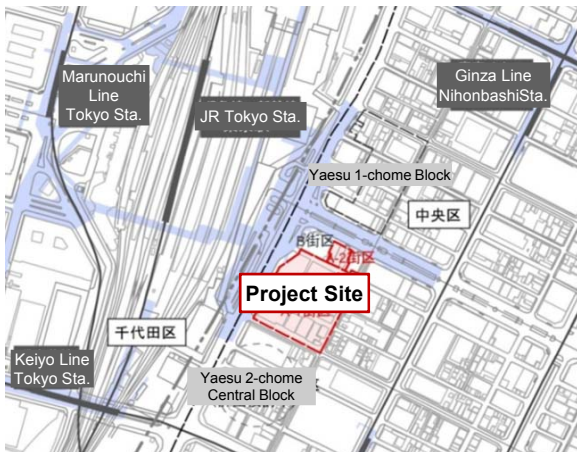 Marunouchi
Line
Tokyo Sta.
JR Tokyo Sta.
Ginza Line
NihonbashiSta.
Yaesu 1-chome Block
中央区
B街区
A-2街区
Project Site
千代田区
Keiyo Line
Tokyo Sta.
Yaesu 2-chome
Central Block